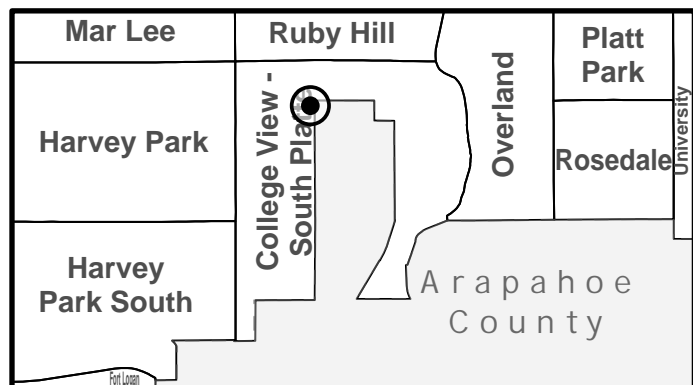 Mar Lee
Ruby Hill
Platt
Park
Harvey Park
College View -
South Platte
Overland
University
Rosedale
Harvey
Park South
Arapahoe
County
Fort Logan